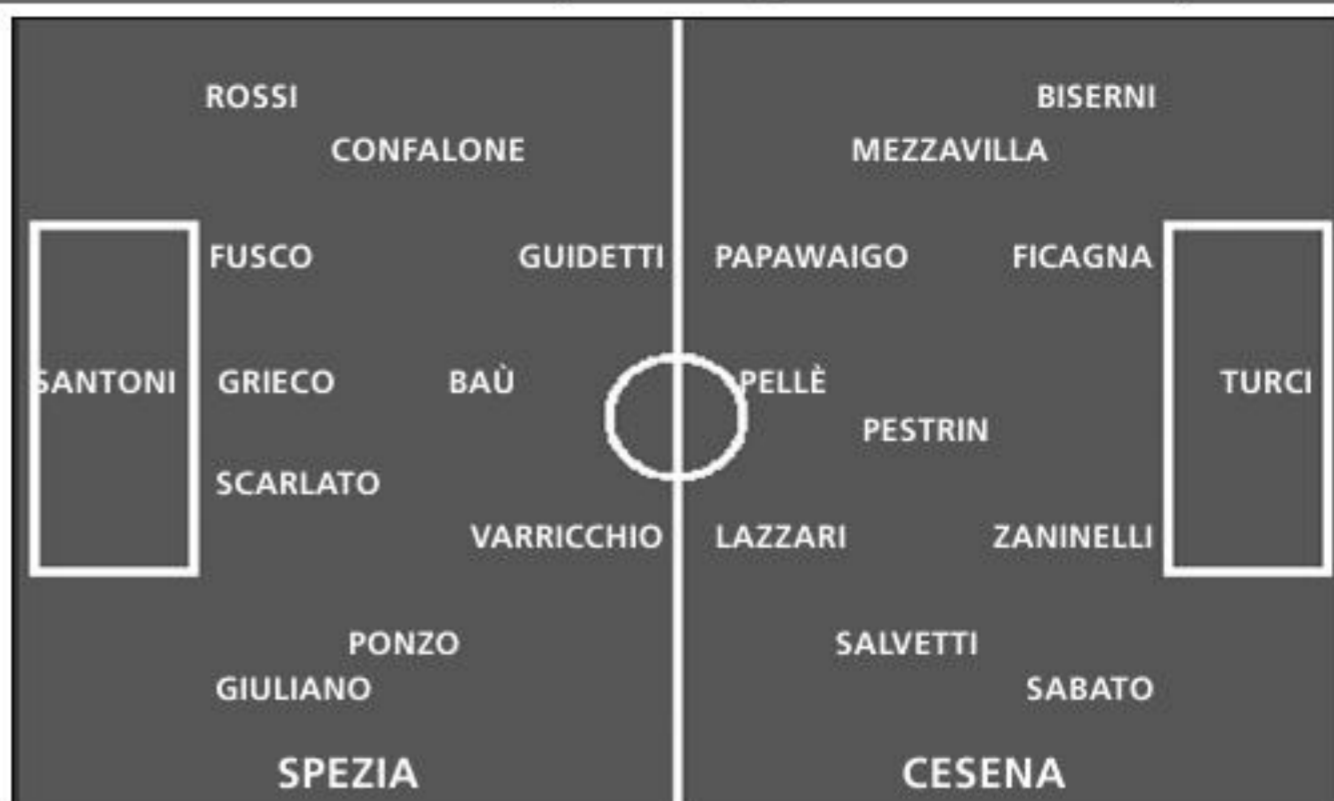 ROSSI
BISERNI
CONFALONE
MEZZAVILLA
FUSCO
GUIDETTI
PAPAWAIGO
FICAGNA
SANTONI
GRIECO
BAÙ
PELLÈ
TURCI
PESTRIN
SCARLATO
VARRICCHIO
LAZZARI
ZANINELLI
PONZO
SALVETTI
GIULIANO
SABATO
SPEZIA
CESENA